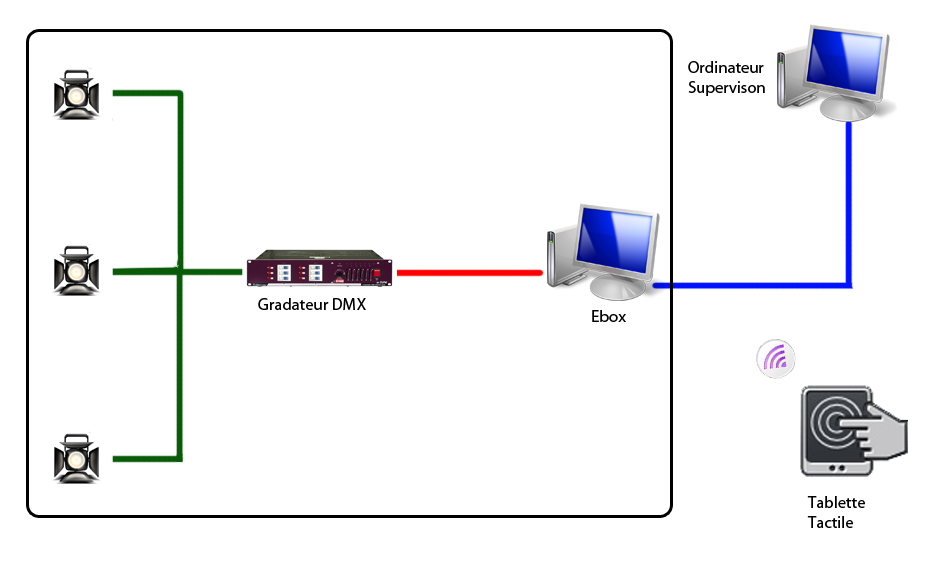 Ordinateur
Supervison
Gradateur DMX
Ebox
Tablette
Tactile